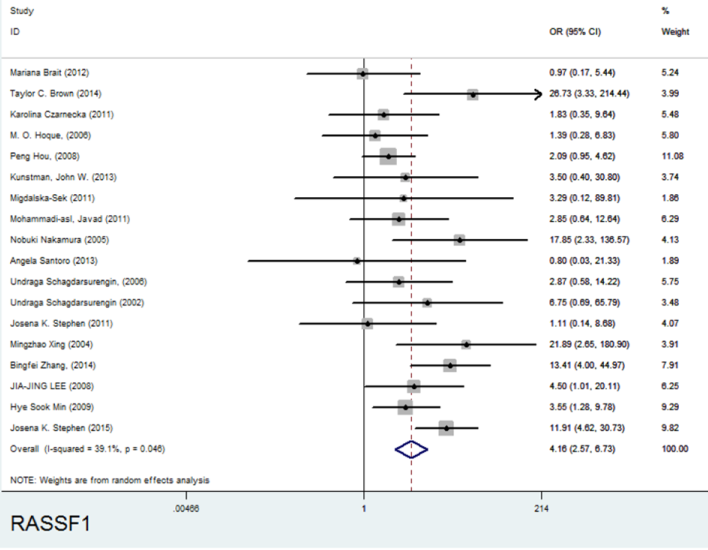 Study %
ID OR (95% CI) Weight
Mariana Brait (2012) 0.97 (0.17, 5.44) 5.24
Taylor C. Brown (2014) 26.73 (3.33, 214.44) 3.99
Karolina Czarnecka (2011) 1.83 (0.35, 9.64) 5.48
M. O. Hoque, (2006) 1.39 (0.28, 6.83) 5.80
Peng Hou, (2008) 2.09 (0.95, 4.62) 11.08
Kunstman, John W. (2013) 3.50 (0.40, 30.80) 3.74
Migdalska-Sek (2011) 3.29 (0.12, 89.81) 1.86
Mohammadi-asl, Javad (2011) 2.85 (0.64, 12.64) 6.29
Nobuki Nakamura (2005) 17.85 (2.33, 136.57) 4.13
Angela Santoro (2013) 0.80 (0.03, 21.33) 1.89
Undraga Schagdarsurengin, (2006) 2.87 (0.58, 14.22) 5.75
Undraga Schagdarsurengin (2002) 6.75 (0.69, 65.79) 3.48
Josena K. Stephen (2011) 1.11 (0.14, 8.68) 4.07
Mingzhao Xing (2004) 21.89 (2.65, 180.90) 3.91
Bingfei Zhang, (2014) 13.41 (4.00, 44.97) 7.91
JIA-JING LEE (2008) 4.50 (1.01, 20.11) 6.25
Hye Sook Min (2009) 3.55 (1.28, 9.78) 9.29
Josena K. Stephen (2015) 11.91 (4.62, 30.73) 9.82
Overall (I-squared = 39.1%, p = 0.046) 4.16 (2.57, 6.73) 100.00
NOTE: Weights are from random effects analysis
.00466 1 214
RASSF1